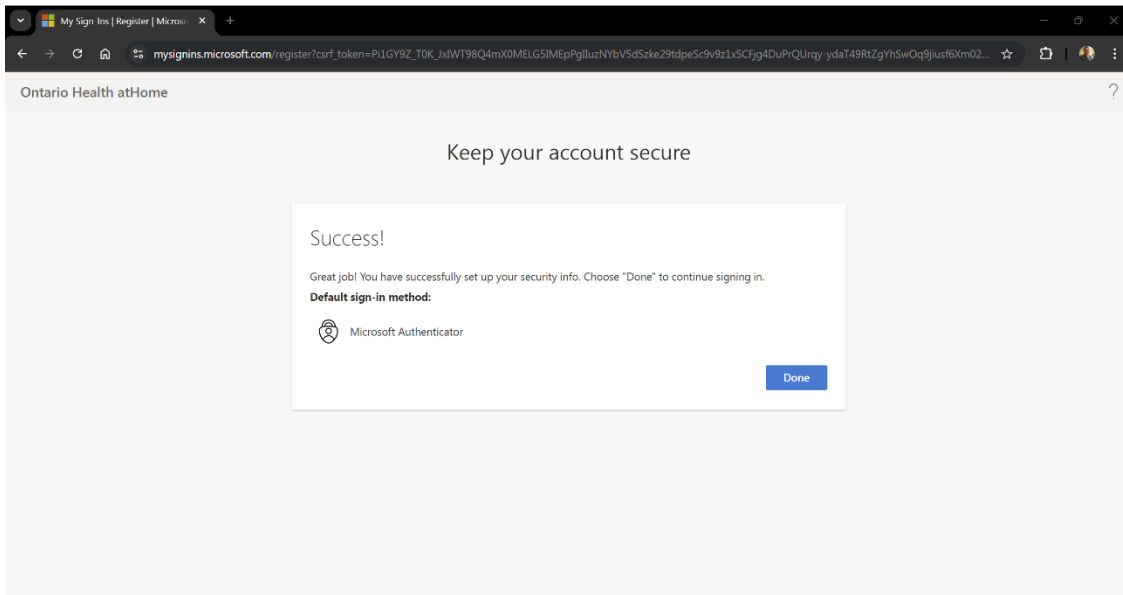 My Sign-Ins | Register | Microso
mysignins.microsoft.com/register?csrf_token=Pi1GY9Z_T0K_JxIWT98Q4mX0MELG5IMEpPgIIuzNYbV5dSzke29tdpeSc9v9z1xSCFjg4DuPrQUrqy-ydaT49RtZgYhSwOq9jiusf6Xm02...
Ontario Health atHome
?
Keep your account secure
Success!
Great job! You have successfully set up your security info. Choose "Done" to continue signing in.
Default sign-in method:
Microsoft Authenticator
Done